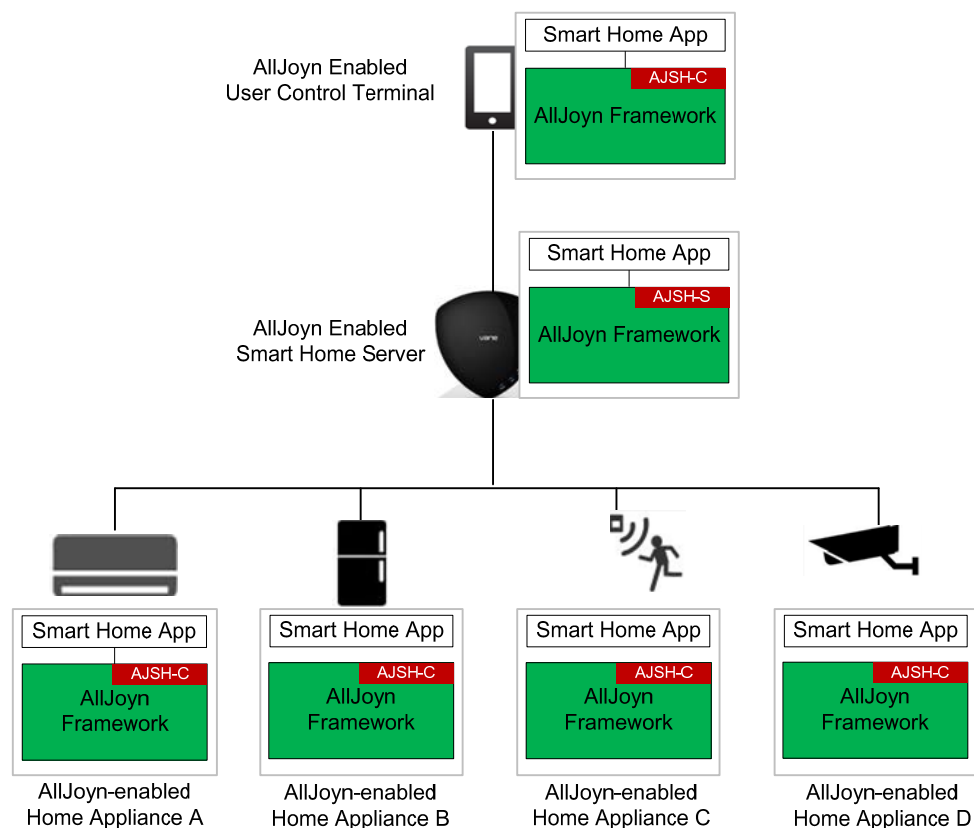 Smart Home App
AJSH-C
AllJoyn Framework
AllJoyn Enabled
User Control Terminal
Smart Home App
AJSH-S
AllJoyn Framework
AllJoyn Enabled
Smart Home Server
vane
Smart Home App
AJSH-C
AllJoyn
Framework
AllJoyn-enabled
Home Appliance A
Smart Home App
AJSH-C
AllJoyn
Framework
AllJoyn-enabled
Home Appliance B
Smart Home App
AJSH-C
AllJoyn
Framework
AllJoyn-enabled
Home Appliance C
Smart Home App
AJSH-C
AllJoyn
Framework
AllJoyn-enabled
Home Appliance D